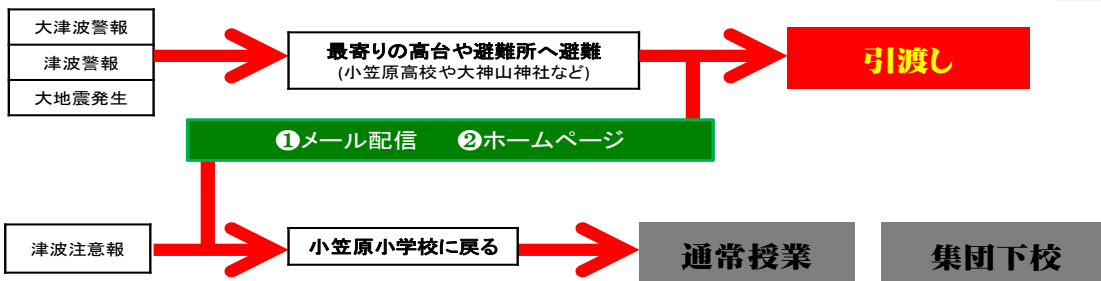 大津波警報
津波警報
大地震発生
最寄りの高台や避難所へ避難
(小笠原高校や大神山神社など)
引渡し
❶メール配信　❷ホームページ
津波注意報
小笠原小学校に戻る
通常授業
集団下校